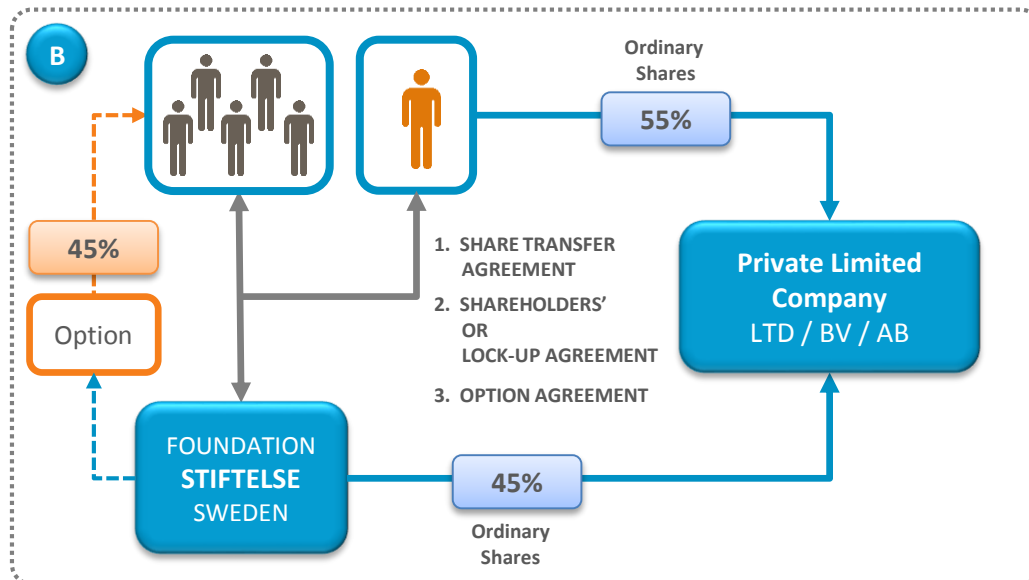 B
Ordinary
Shares
55%
45%
Option
1. SHARE TRANSFER
AGREEMENT
2. SHAREHOLDERS’
OR
LOCK-UP AGREEMENT
3. OPTION AGREEMENT
Private Limited
Company
LTD / BV / AB
FOUNDATION
STIFTELSE
SWEDEN
45%
Ordinary
Shares